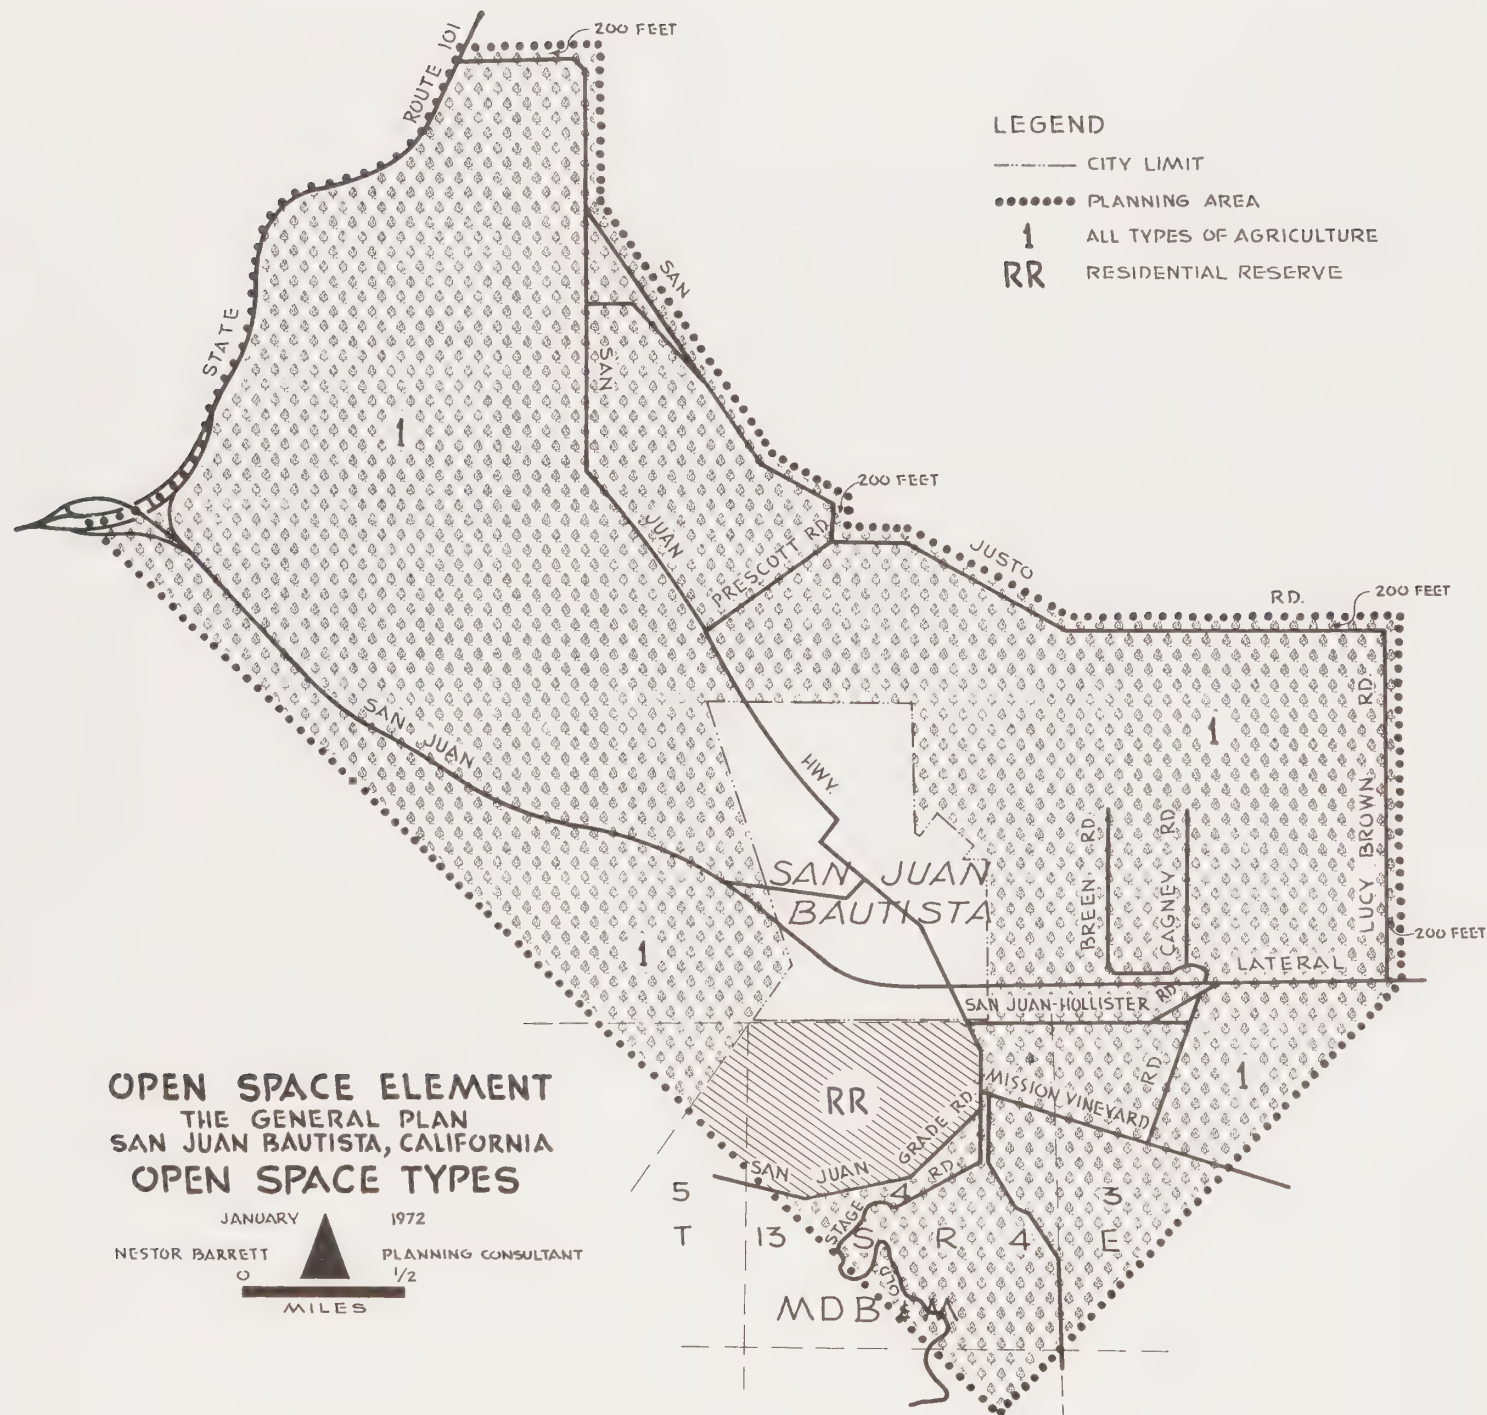 200 FEET
STATE ROUTE 101
LEGEND
CITY LIMIT
PLANNING AREA
1 ALL TYPES OF AGRICULTURE
RR RESIDENTIAL RESERVE
SAN JUSTO RD.
SAN JUAN HWY.
1
200 FEET
PRESCOTT RD.
200 FEET
SAN JUAN
1
LUCY BROWN RD.
BREEN RD.
CAGNEY RD.
SAN JUAN
BAUTISTA
1
200 FEET
LATERAL
SAN JUAN-HOLLISTER RD.
RD.
1
MISSION VINEYARD
RR
SAN JUAN GRADE RD.
OLD STAGE RD.
5 4 3
T 13 S R 4 E
MDB & M
OPEN SPACE ELEMENT
THE GENERAL PLAN
SAN JUAN BAUTISTA, CALIFORNIA
OPEN SPACE TYPES
JANUARY 1972
NESTOR BARRETT PLANNING CONSULTANT
0 1/2
MILES